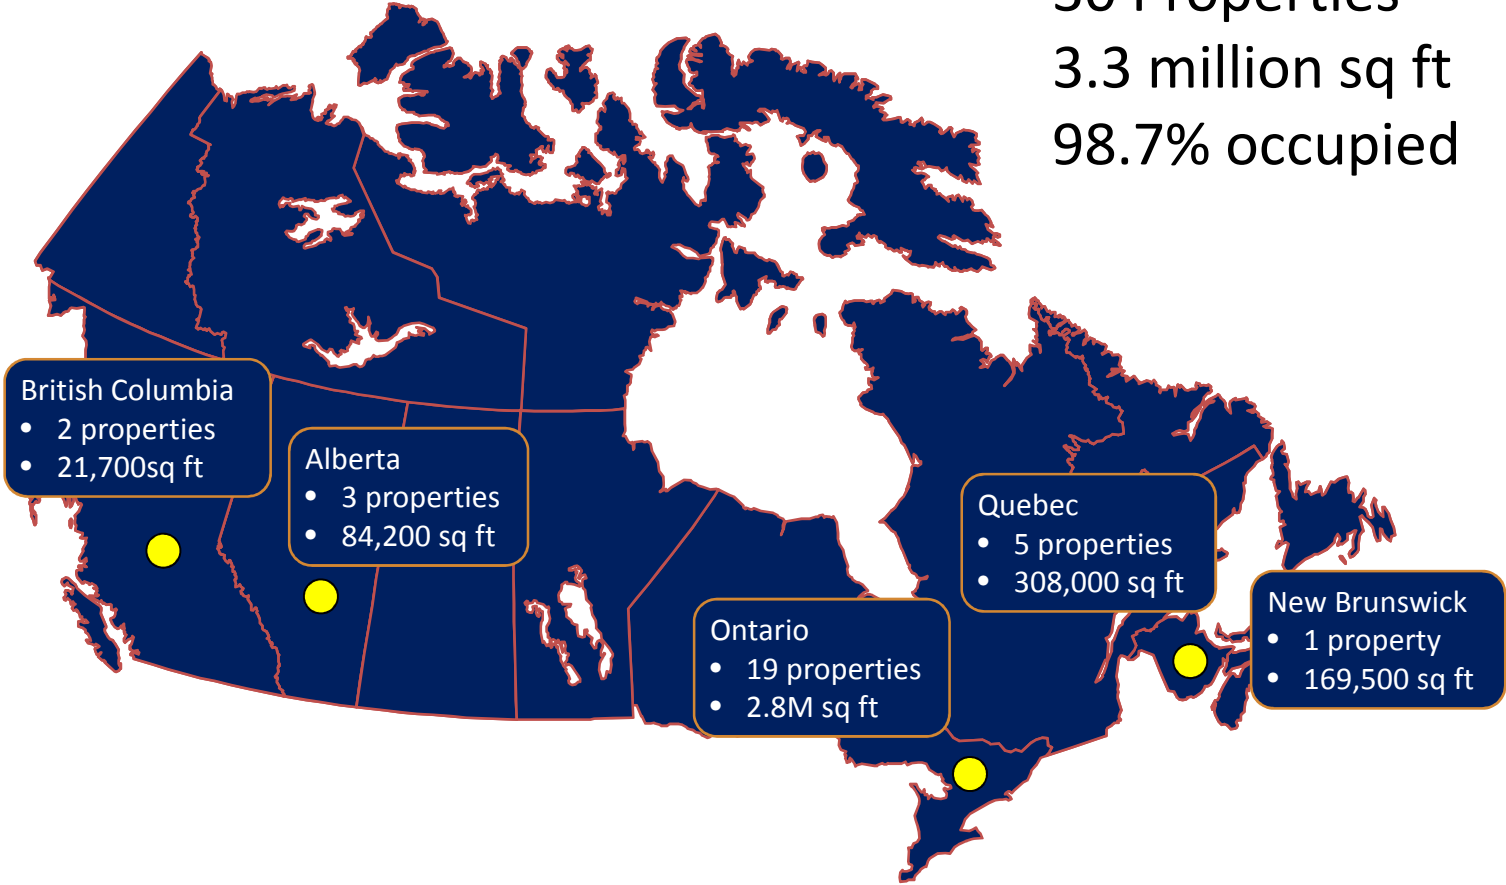 30 Properties
3.3 million sq ft
98.7% occupied
British Columbia
• 2 properties
• 21,700sq ft
Alberta
• 3 properties
• 84,200 sq ft
Quebec
• 5 properties
• 308,000 sq ft
New Brunswick
• 1 property
• 169,500 sq ft
Ontario
• 19 properties
• 2.8M sq ft